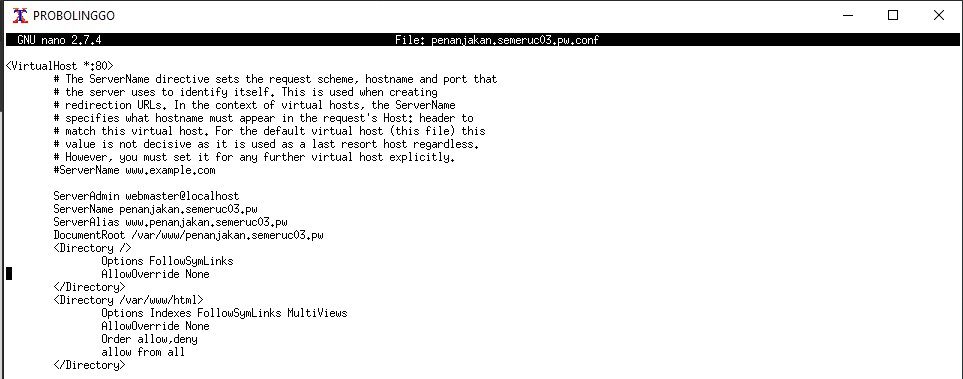 PROBOLINGGO
GNU nano 2.7.4 File: penanjakan.semeruc03.pw.conf
<VirtualHost *:80>
# The ServerName directive sets the request scheme, hostname and port that
# the server uses to identify itself. This is used when creating
# redirection URLs. In the context of virtual hosts, the ServerName
# specifies what hostname must appear in the request's Host: header to
# match this virtual host. For the default virtual host (this file) this
# value is not decisive as it is used as a last resort host regardless.
# However, you must set it for any further virtual host explicitly.
#ServerName www.example.com
ServerAdmin webmaster@localhost
ServerName penanjakan.semeruc03.pw
ServerAlias www.penanjakan.semeruc03.pw
DocumentRoot /var/www/penanjakan.semeruc03.pw
<Directory />
Options FollowSymLinks
AllowOverride None
</Directory>
<Directory /var/www/html>
Options Indexes FollowSymLinks MultiViews
AllowOverride None
Order allow,deny
allow from all
</Directory>